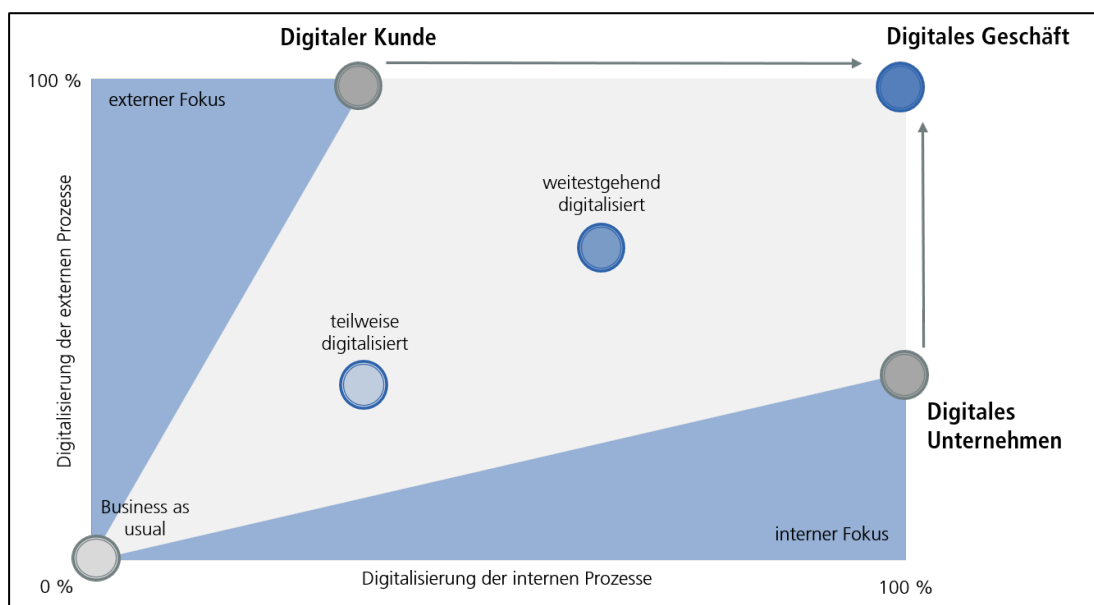 Digitaler Kunde
Digitales Geschäft
100 %
externer Fokus
weitestgehend
digitalisiert
Digitalisierung der externen Prozesse
teilweise
digitalisiert
Digitales
Unternehmen
Business as
usual
interner Fokus
0 %
Digitalisierung der internen Prozesse
100 %